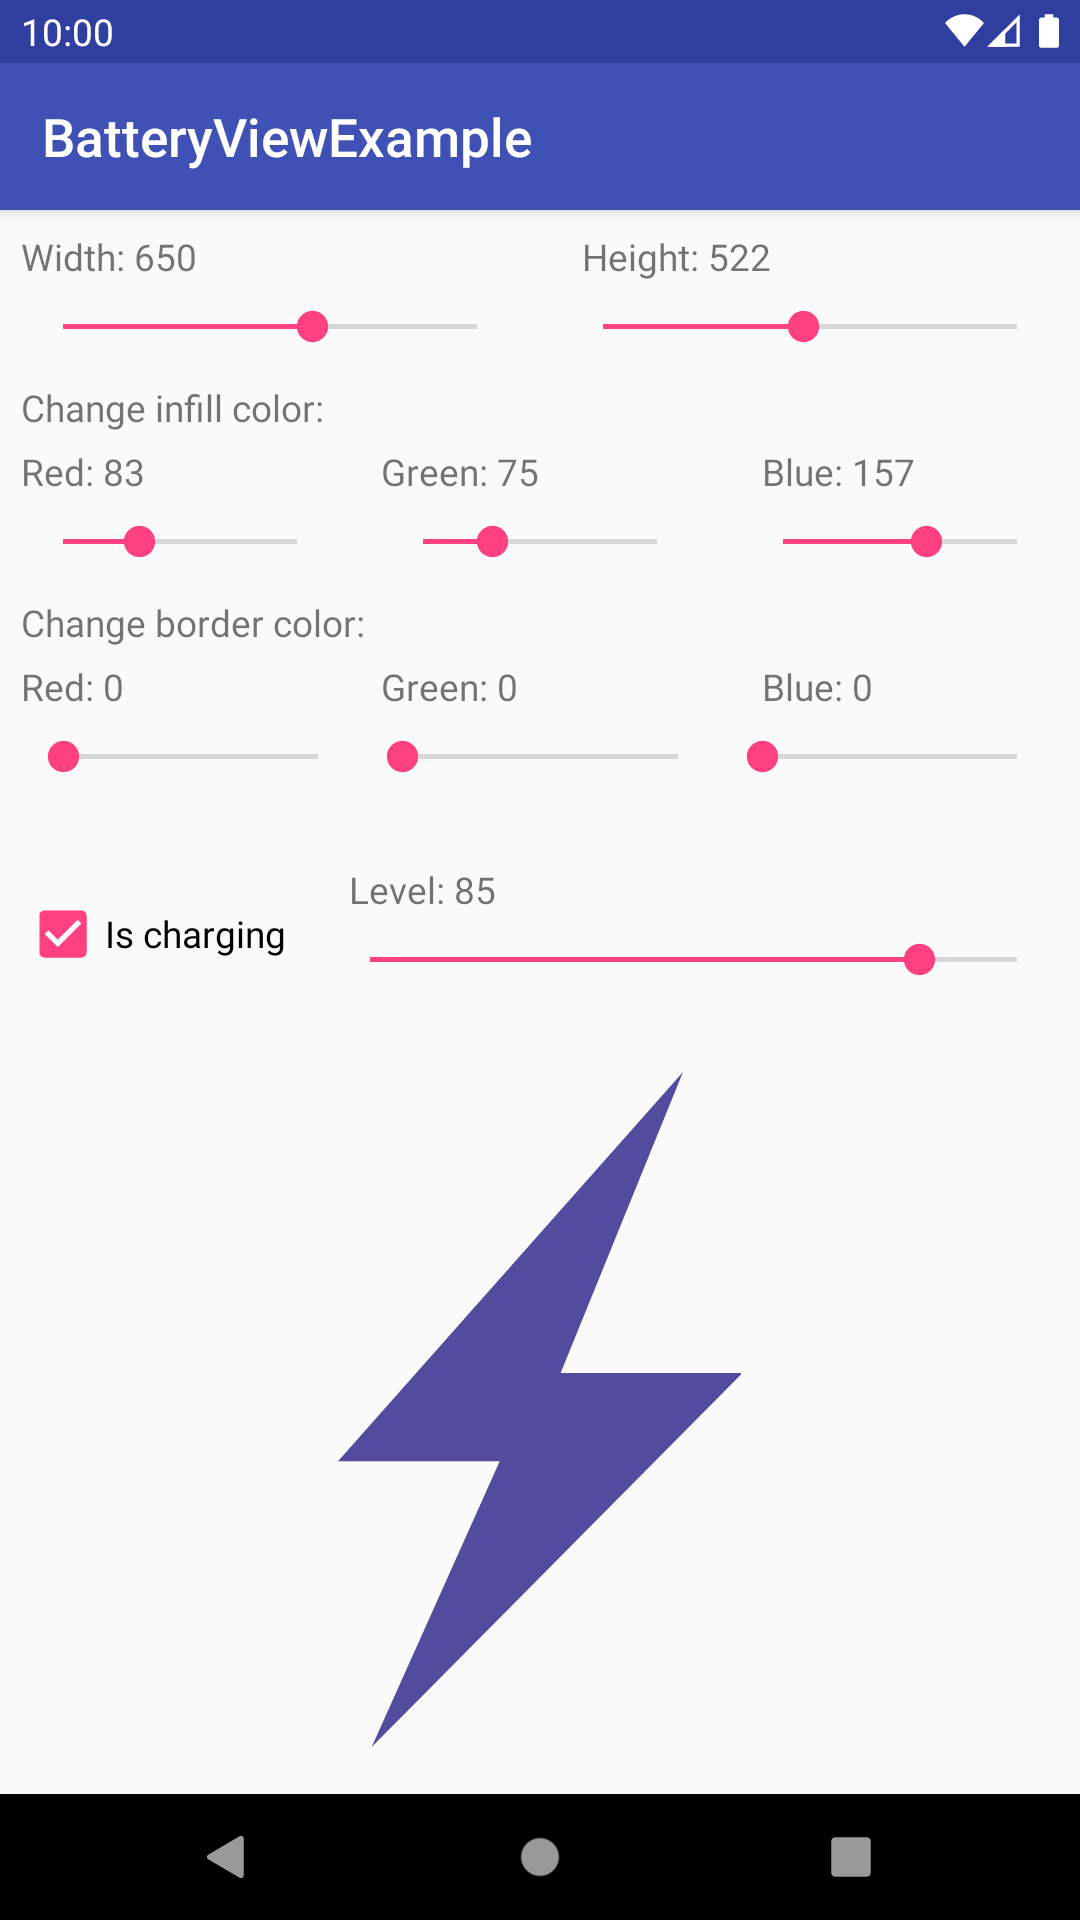 10:00
BatteryViewExample
Width: 650 Height: 522
Change infill color:
Red: 83 Green: 75 Blue: 157
Change border color:
Red: 0 Green: 0 Blue: 0
Level: 85
Is charging